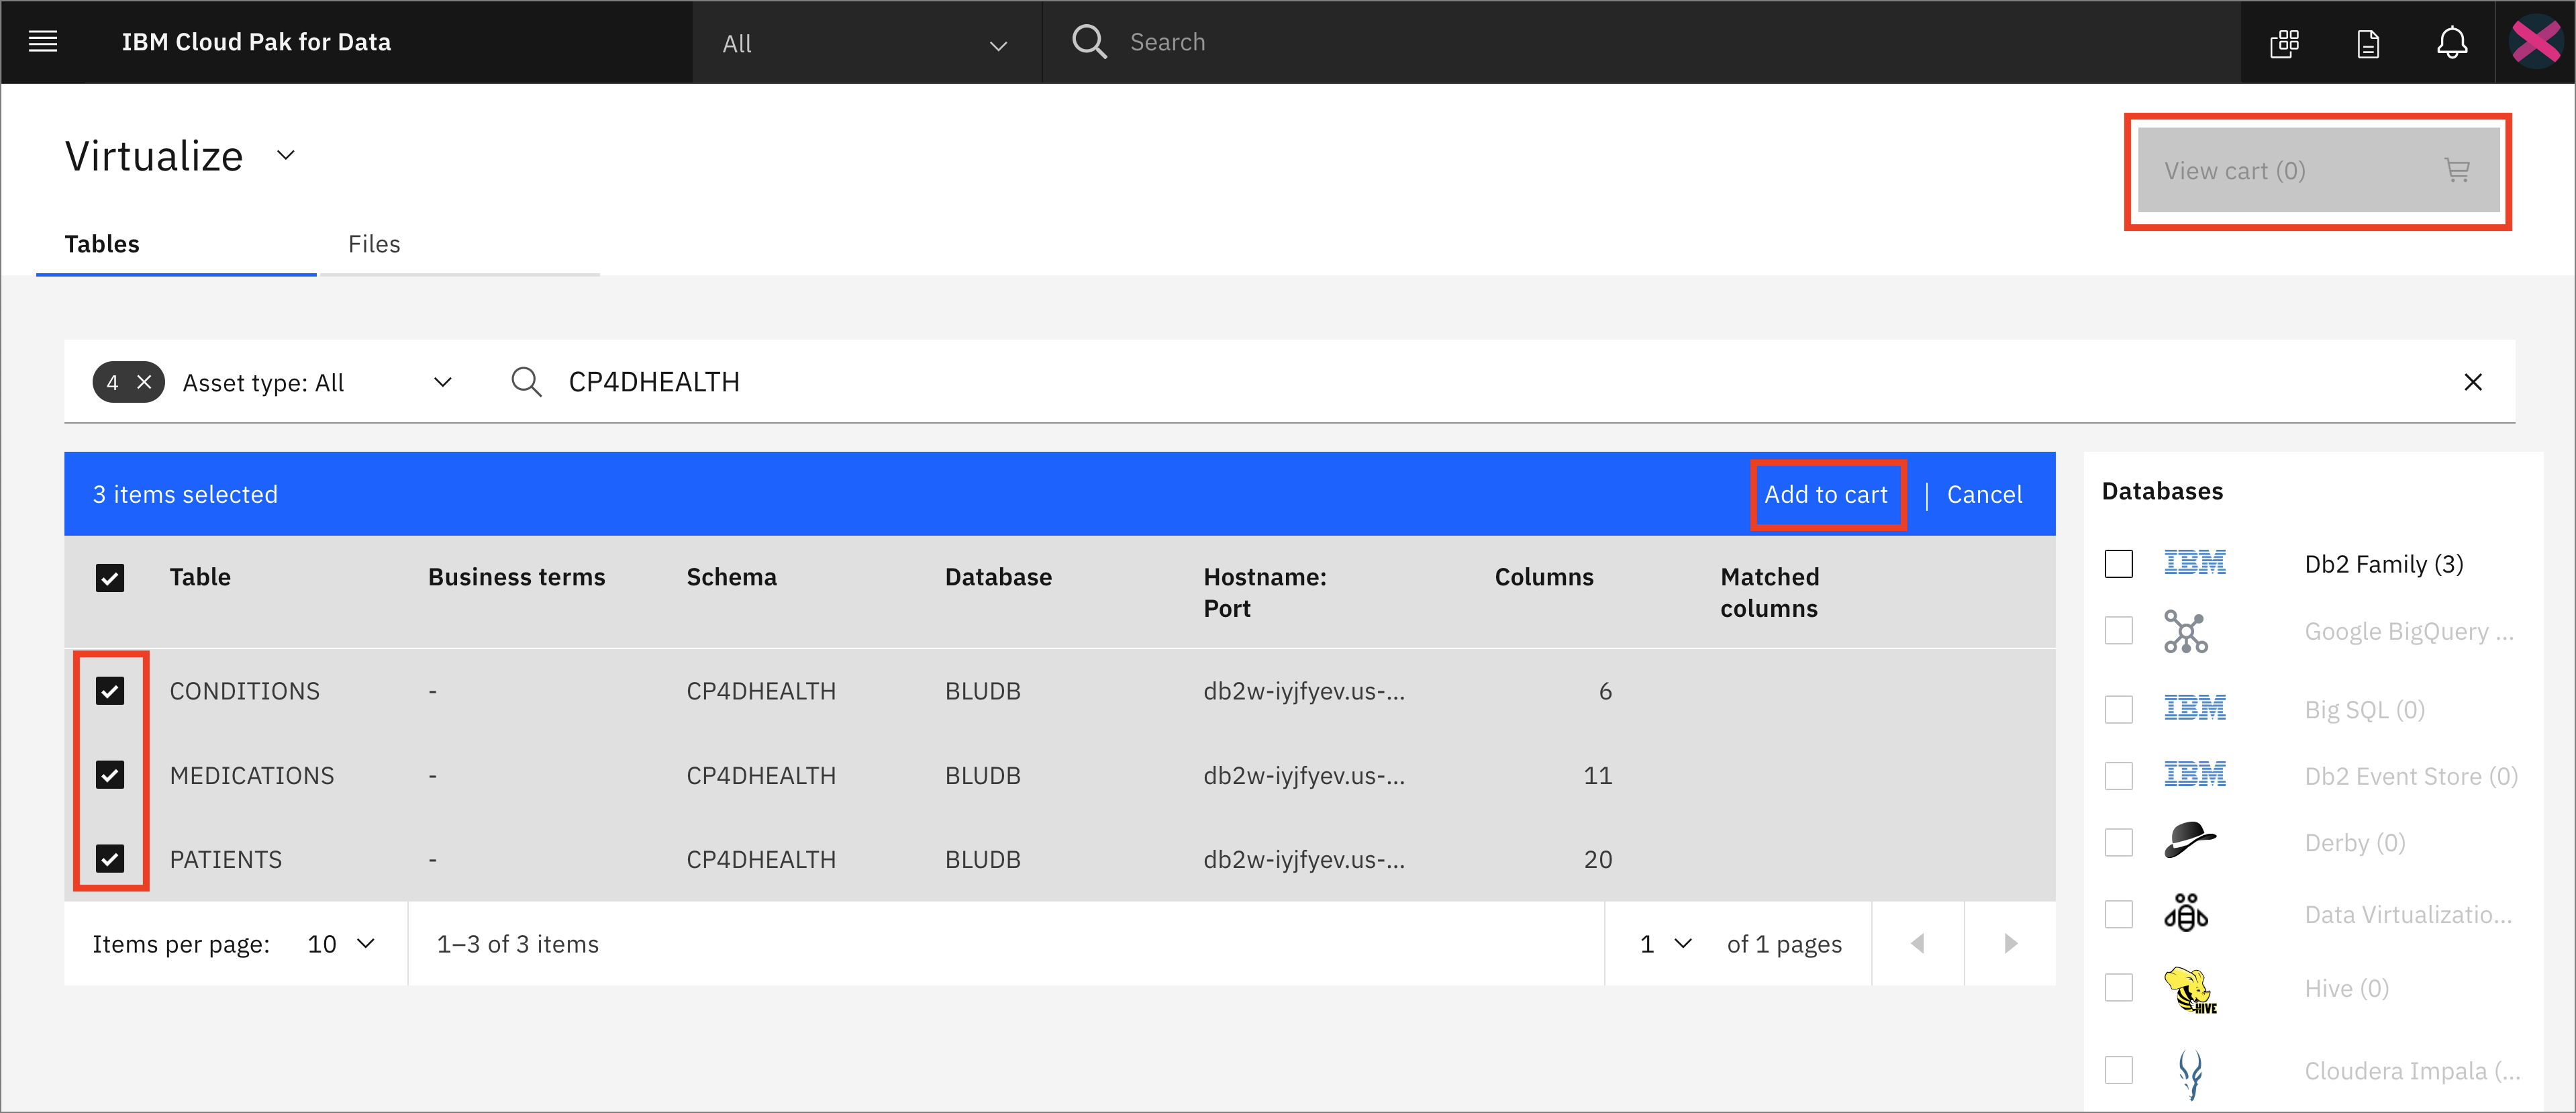 IBM Cloud Pak for Data
All
Search
Virtualize
View cart (0)
Tables
Files
4
Asset type: All
CP4DHEALTH
3 items selected
Add to cart
Cancel
Table
Business terms
Schema
Database
Hostname:
Port
Columns
Matched
columns
CONDITIONS - CP4DHEALTH BLUDB db2w-iyjfyev.us-... 6
MEDICATIONS - CP4DHEALTH BLUDB db2w-iyjfyev.us-... 11
PATIENTS - CP4DHEALTH BLUDB db2w-iyjfyev.us-... 20
Items per page: 10
1–3 of 3 items
1
of 1 pages
Databases
IBM Db2 Family (3)
Google BigQuery ...
IBM Big SQL (0)
IBM Db2 Event Store (0)
Derby (0)
Data Virtualizatio...
HIVE Hive (0)
Cloudera Impala (...